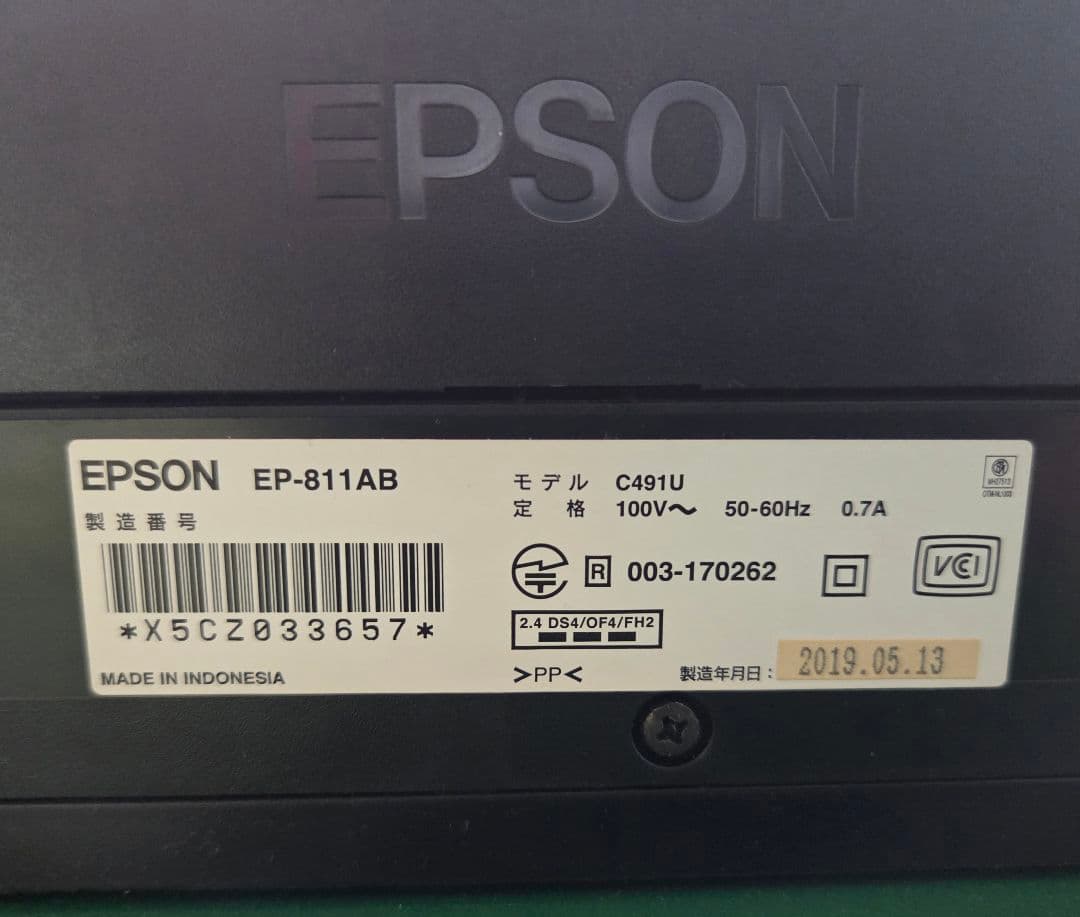 EPSON
EPSON EP-811AB
製造番号
*X5CZ033657*
MADE IN INDONESIA
モデル C491U
定格 100V〜 50-60Hz 0.7A
R 003-170262
VCCI
2.4 DS4/OF4/FH2
>PP<
製造年月日: 2019.05.13